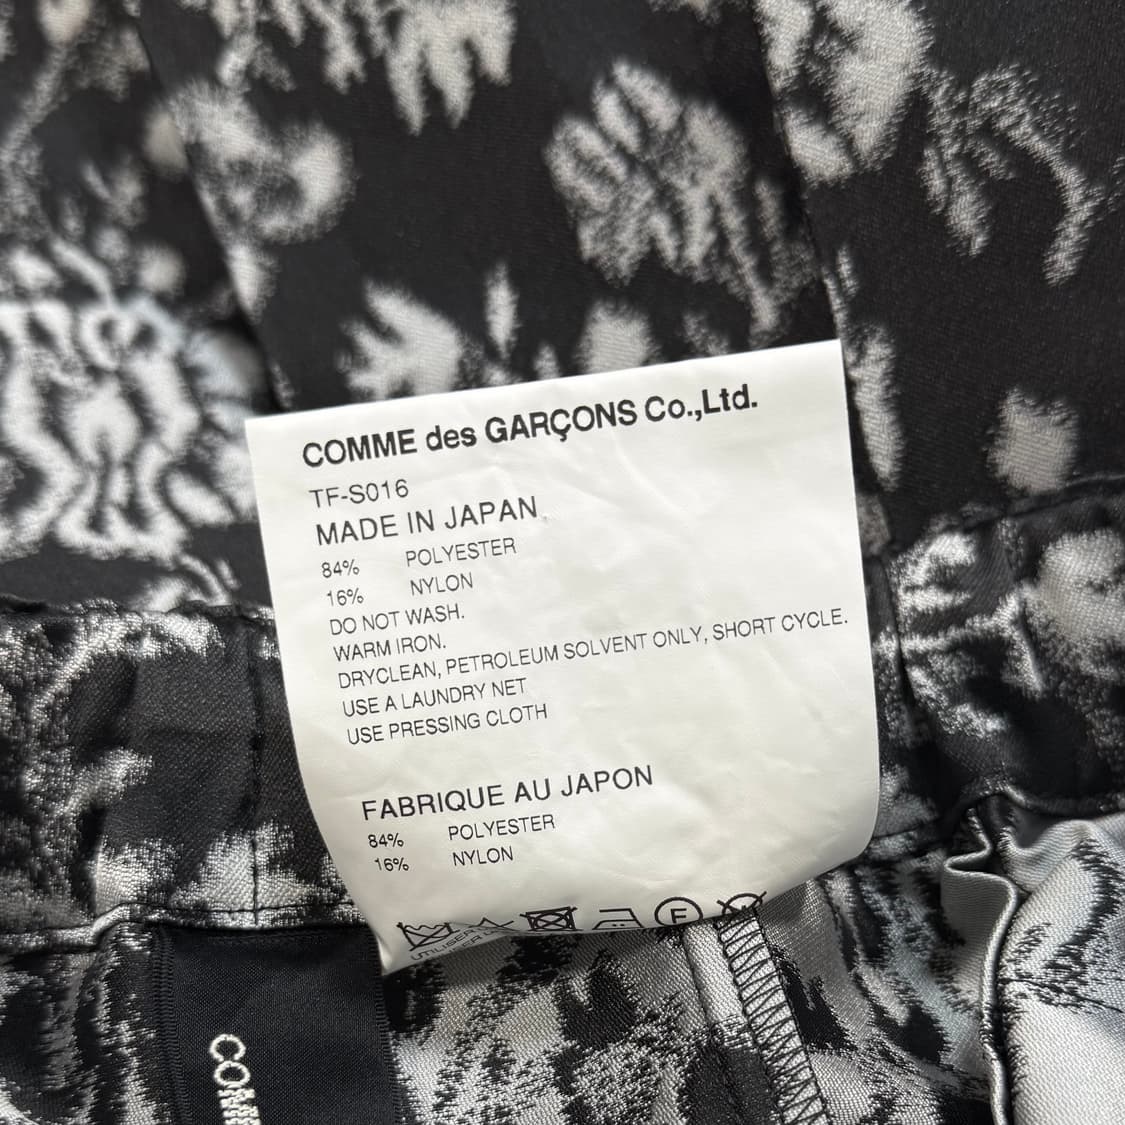 COMME des GARÇONS Co.,Ltd.
TF-S016
MADE IN JAPAN
84% POLYESTER
16% NYLON
DO NOT WASH.
WARM IRON.
DRYCLEAN, PETROLEUM SOLVENT ONLY, SHORT CYCLE.
USE A LAUNDRY NET
USE PRESSING CLOTH
FABRIQUE AU JAPON
84% POLYESTER
16% NYLON
F
UTILISER
COM